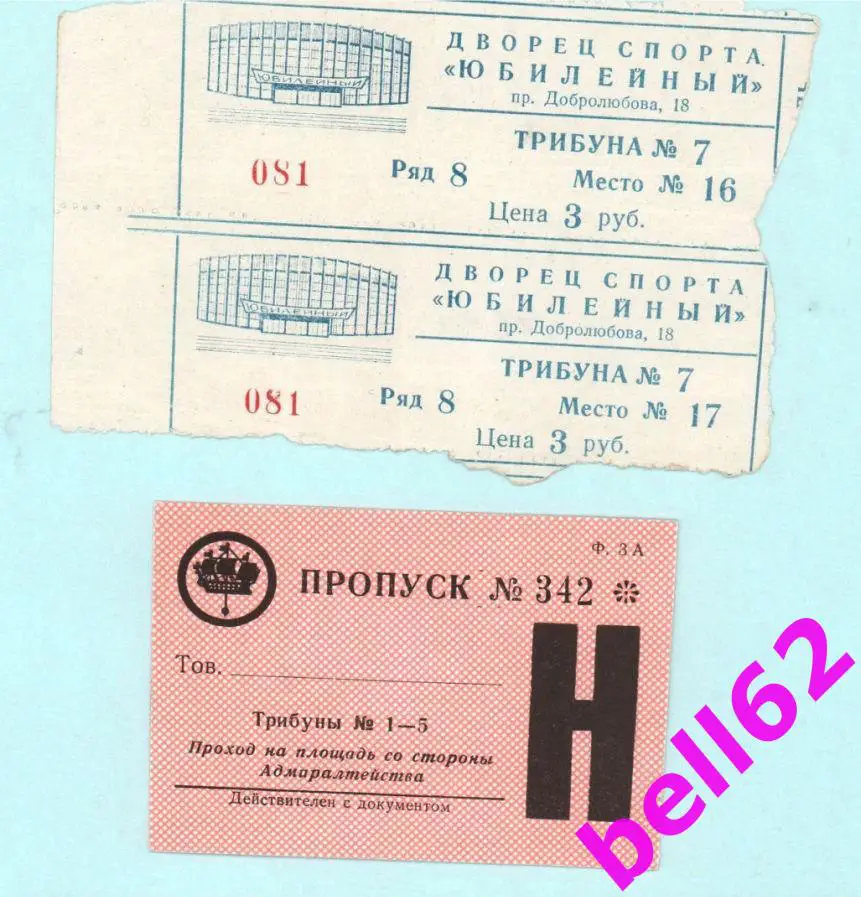 ДВОРЕЦ СПОРТА
«ЮБИЛЕЙНЫЙ»
пр. Добролюбова, 18
ЮБИЛЕЙНЫЙ
ТРИБУНА № 7
081 Ряд 8 Место № 16
Цена 3 руб.
ДВОРЕЦ СПОРТА
«ЮБИЛЕЙНЫЙ»
пр. Добролюбова, 18
ЮБИЛЕЙНЫЙ
ТРИБУНА № 7
081 Ряд 8 Место № 17
Цена 3 руб.
Ф. 3А
ПРОПУСК № 342
Тов.
Н
Трибуны № 1—5
Проход на площадь со стороны
Адмаралтейства
Действителен с документом
bell62